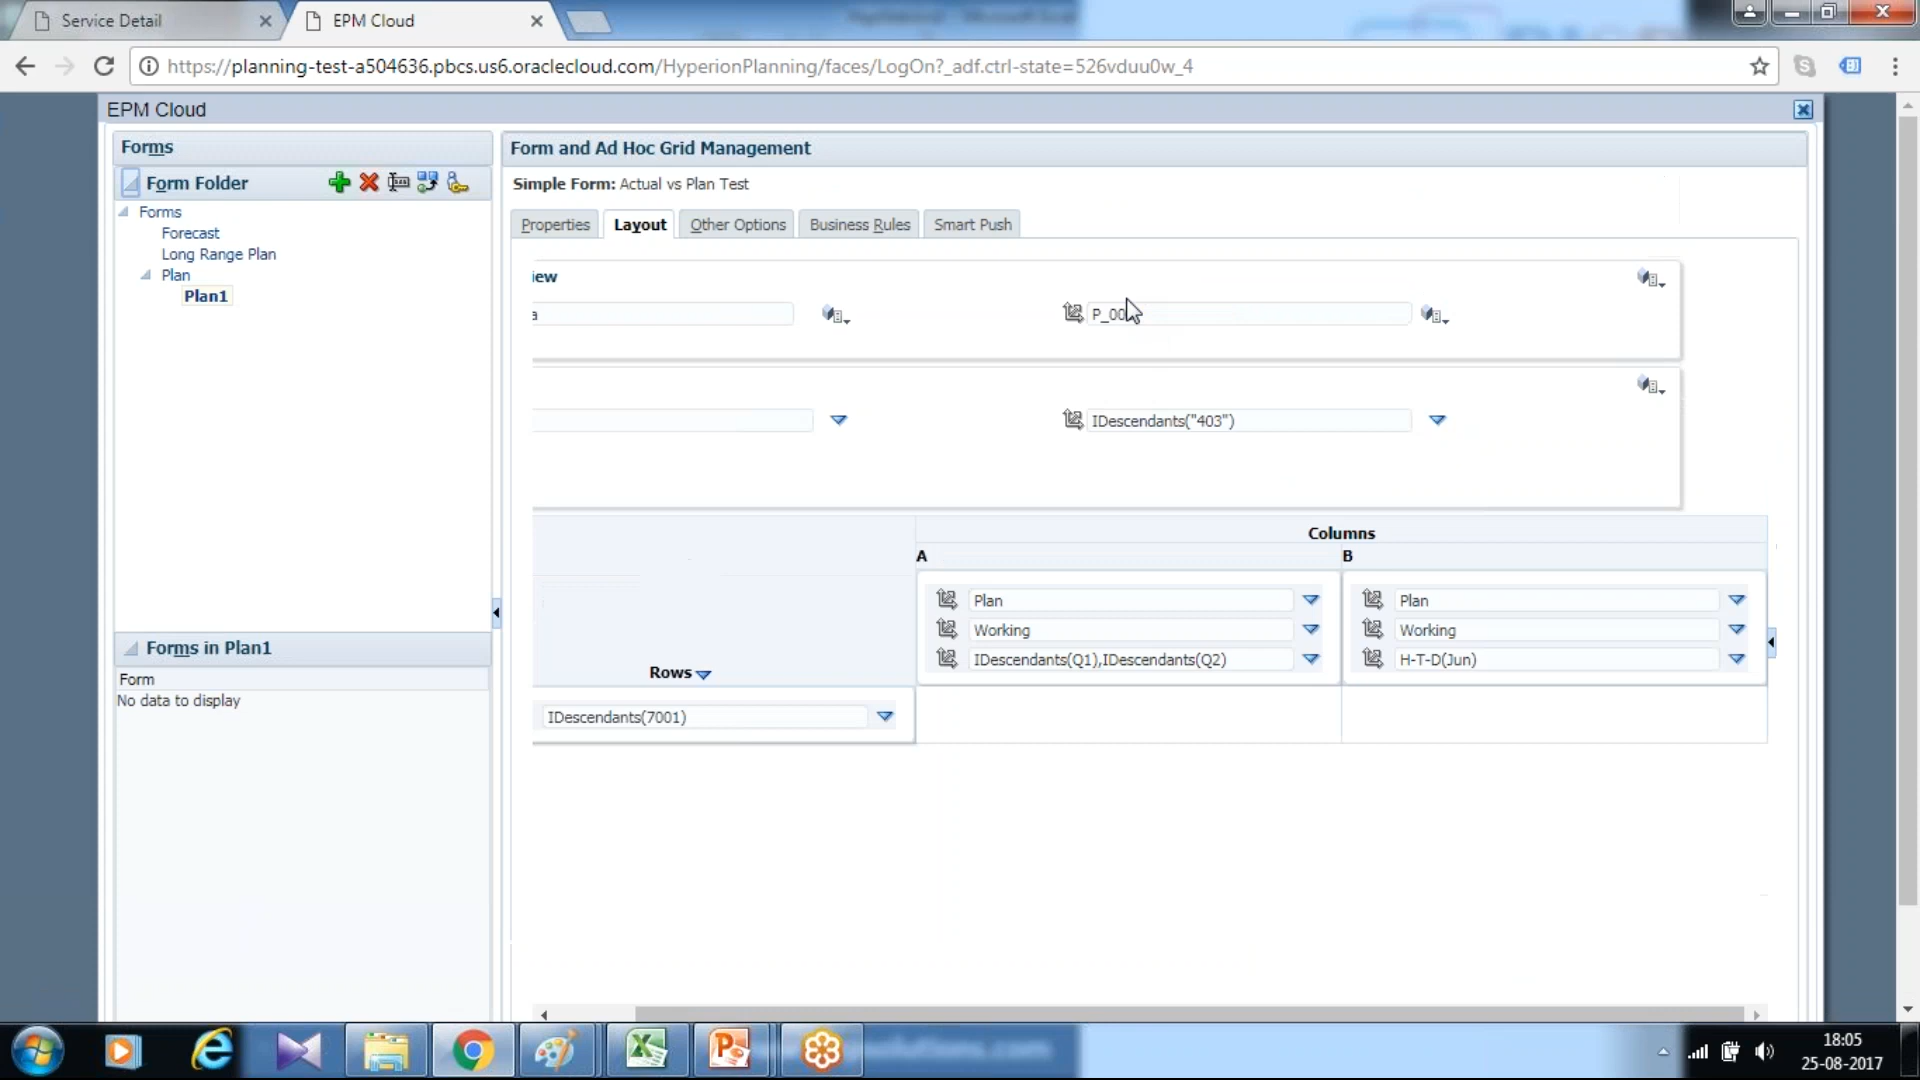 Service Detail
EPM Cloud
https://planning-test-a504636.pbcs.us6.oraclecloud.com/HyperionPlanning/faces/LogOn?_adf.ctrl-state=526vduu0w_4
EPM Cloud
Forms
Form Folder
Forms
Forecast
Long Range Plan
Plan
Plan1
Forms in Plan1
Form
No data to display
Form and Ad Hoc Grid Management
Simple Form: Actual vs Plan Test
Properties Layout Other Options Business Rules Smart Push
iew
a P_00
IDescendants("403")
Columns
A B
Plan Plan
Working Working
IDescendants(Q1),IDescendants(Q2) H-T-D(Jun)
Rows
IDescendants(7001)
18:05
25-08-2017